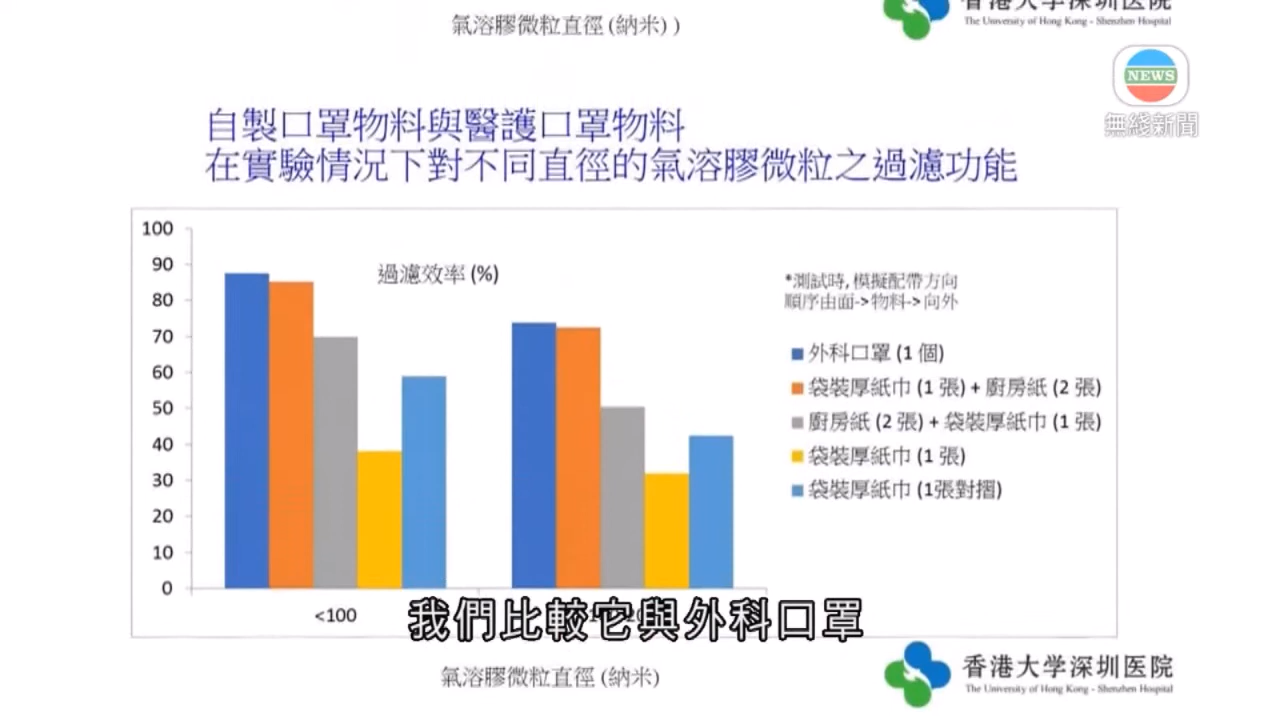 氣溶膠微粒直徑 (納米) )
香港大学深圳医院
The University of Hong Kong - Shenzhen Hospital
NEWS
無綫新聞
自製口罩物料與醫護口罩物料
在實驗情況下對不同直徑的氣溶膠微粒之過濾功能
100
90
80
70
60
50
40
30
20
10
0
過濾效率 (%)
*測試時, 模擬配帶方向
順序由面->物料->向外
外科口罩 (1 個)
袋裝厚紙巾 (1 張) + 廚房紙 (2 張)
廚房紙 (2 張) + 袋裝厚紙巾 (1 張)
袋裝厚紙巾 (1 張)
袋裝厚紙巾 (1張對摺)
<100
我們比較它與外科口罩
氣溶膠微粒直徑 (納米)
香港大学深圳医院
The University of Hong Kong - Shenzhen Hospital